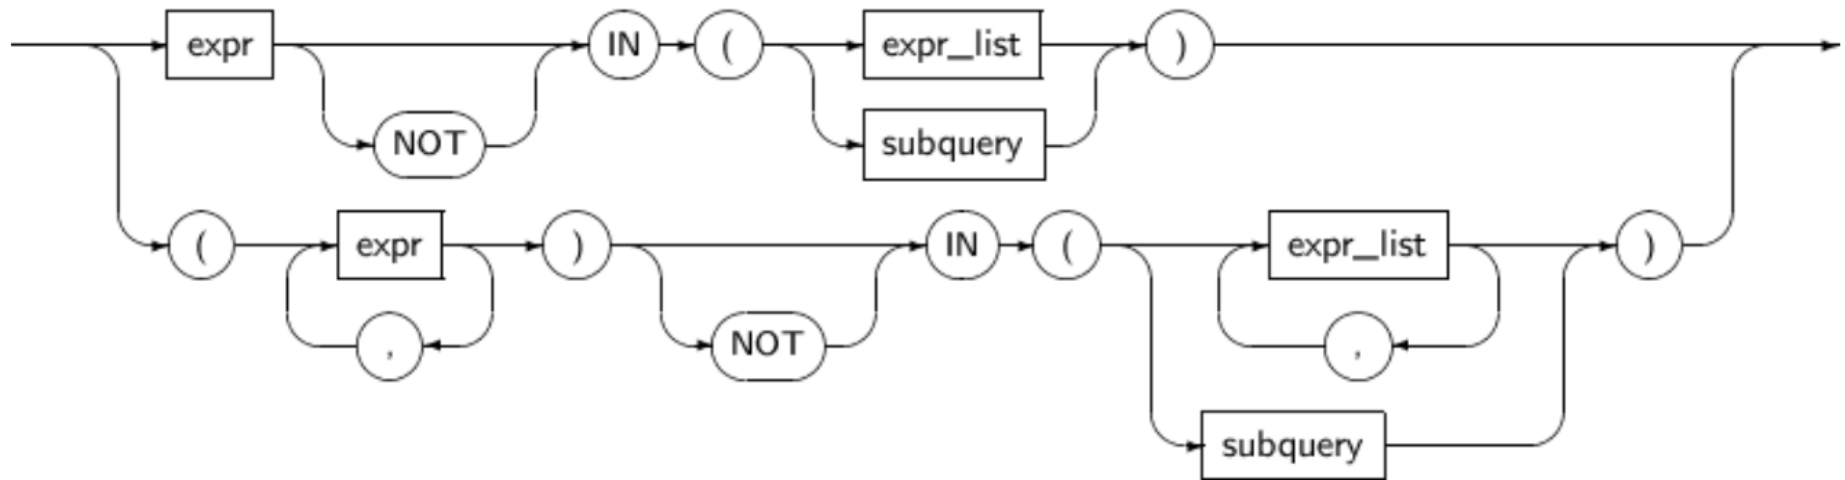 expr IN ( expr_list )
NOT subquery
( expr ) IN ( expr_list )
, NOT ,
subquery